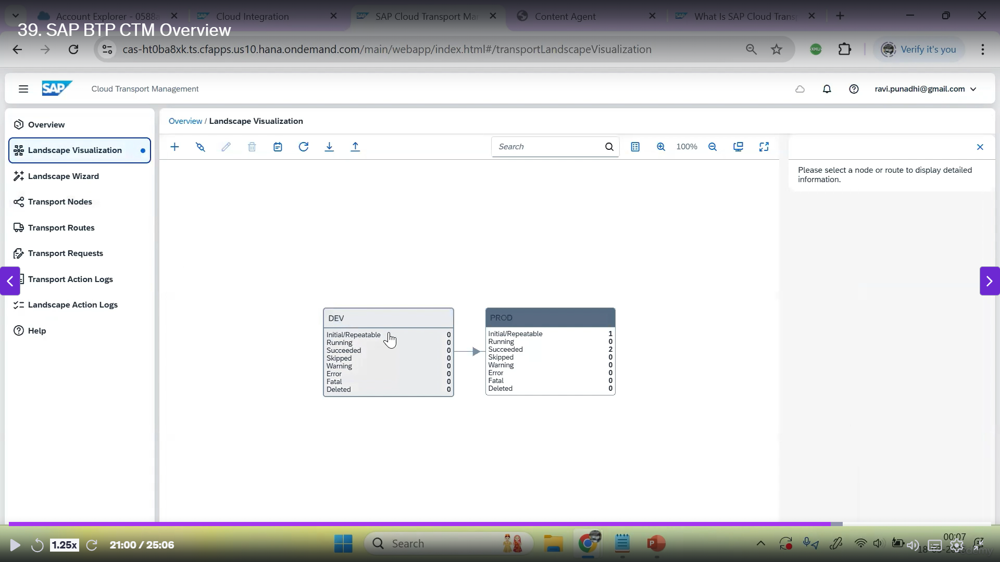 Account Explorer - 0588a
Cloud Integration
SAP Cloud Transport Ma
Content Agent
What Is SAP Cloud Trans
39. SAP BTP CTM Overview
cas-ht0ba8xk.ts.cfapps.us10.hana.ondemand.com/main/webapp/index.html#/transportLandscapeVisualization
XML
Verify it's you
SAP
Cloud Transport Management
ravi.punadhi@gmail.com
Overview
Landscape Visualization
Landscape Wizard
Transport Nodes
Transport Routes
Transport Requests
Transport Action Logs
Landscape Action Logs
Help
Overview / Landscape Visualization
Search
100%
Please select a node or route to display detailed
information.
DEV
Initial/Repeatable 0
Running 0
Succeeded 0
Skipped 0
Warning 0
Error 0
Fatal 0
Deleted 0
PROD
Initial/Repeatable 1
Running 0
Succeeded 2
Skipped 0
Warning 0
Error 0
Fatal 0
Deleted 0
1.25x
21:00 / 25:06
Search
00:07